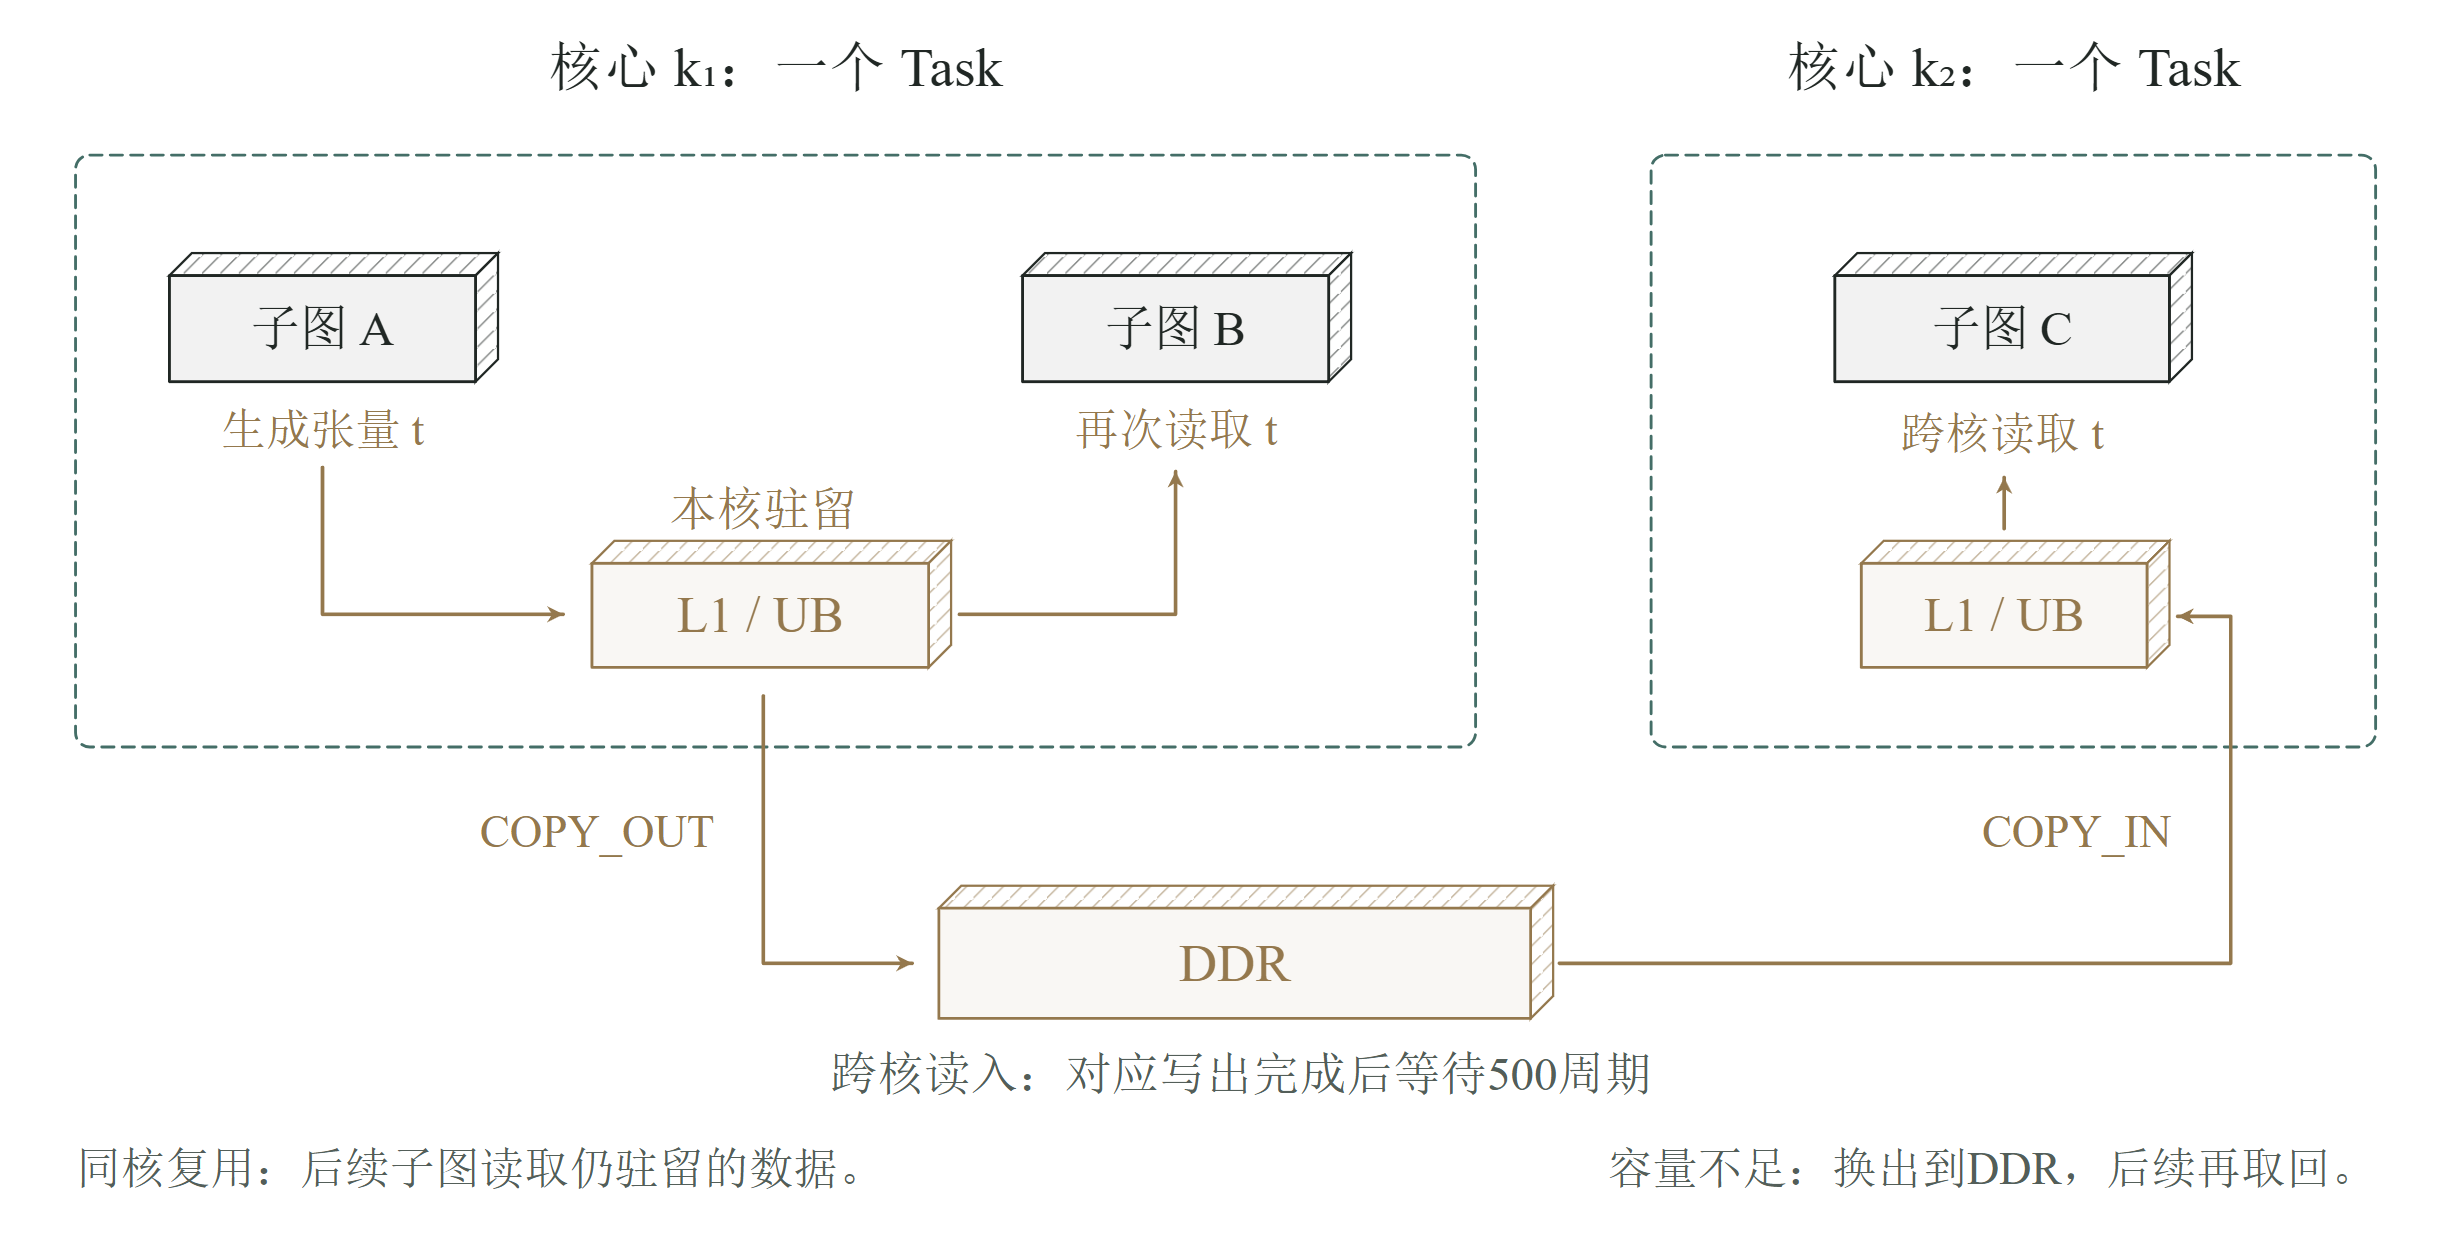 核心 k₁：一个 Task
核心 k₂：一个 Task
子图 A
子图 B
子图 C
生成张量 t
再次读取 t
跨核读取 t
本核驻留
L1 / UB
L1 / UB
COPY_OUT
COPY_IN
DDR
跨核读入：对应写出完成后等待500周期
同核复用：后续子图读取仍驻留的数据。
容量不足：换出到DDR，后续再取回。